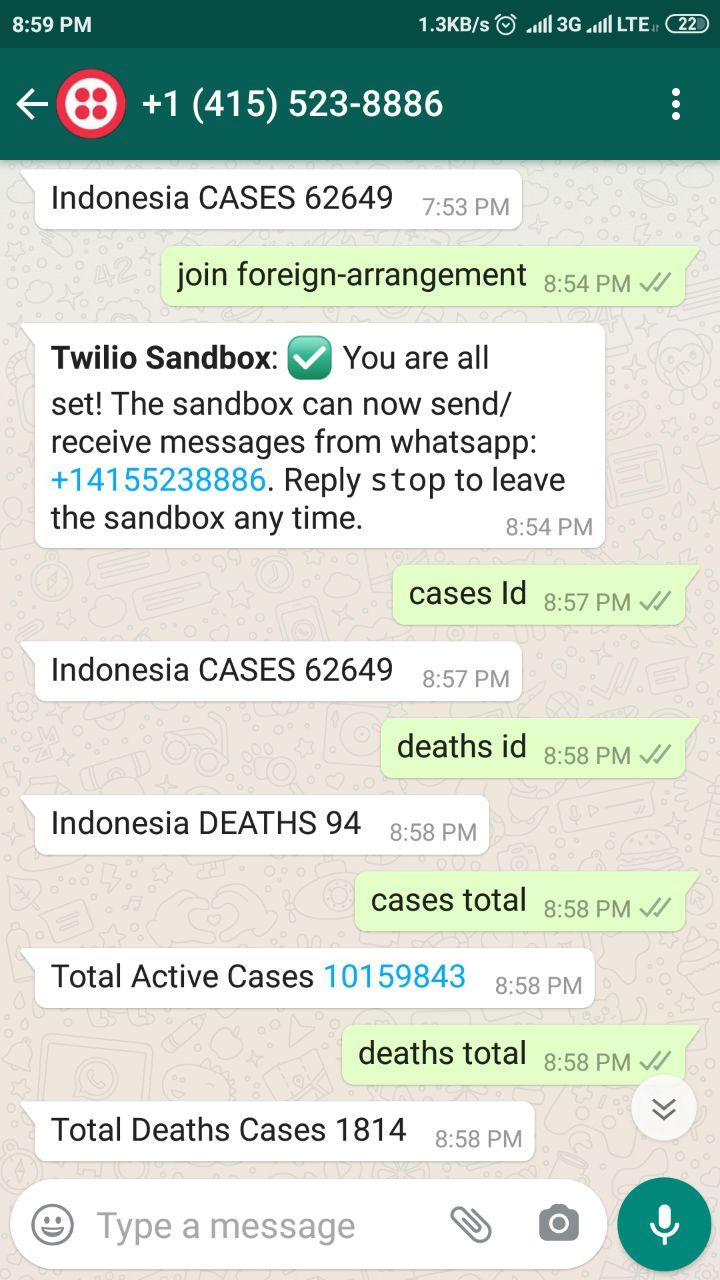 8:59 PM 1.3KB/s 3G LTE 22
+1 (415) 523-8886
Indonesia CASES 62649 7:53 PM
join foreign-arrangement 8:54 PM
Twilio Sandbox: ✅ You are all
set! The sandbox can now send/
receive messages from whatsapp:
+14155238886. Reply stop to leave
the sandbox any time. 8:54 PM
cases Id 8:57 PM
Indonesia CASES 62649 8:57 PM
deaths id 8:58 PM
Indonesia DEATHS 94 8:58 PM
cases total 8:58 PM
Total Active Cases 10159843 8:58 PM
deaths total 8:58 PM
Total Deaths Cases 1814 8:58 PM
Type a message